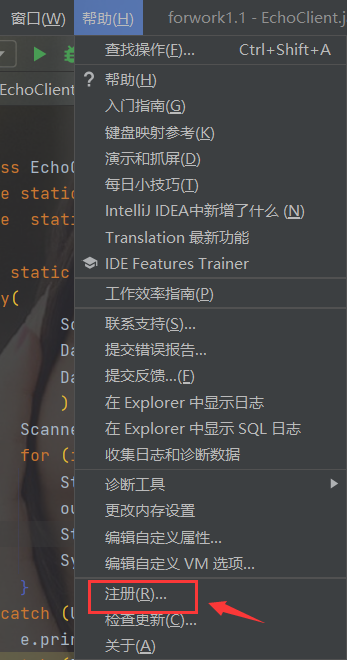 窗口(W) 帮助(H) forwork1.1 - EchoClient.j
查找操作(F)... Ctrl+Shift+A
EchoClient
帮助(H)
入门指南(G)
键盘映射参考(K)
演示和抓屏(D)
ss Echo
每日小技巧(T)
e stati
IntelliJ IDEA中新增了什么 (N)
e stati
Translation 最新功能
static
IDE Features Trainer
y(
工作效率指南(P)
Sc
联系支持(S)...
Da
提交错误报告...
Da
提交反馈...(F)
)
在 Explorer 中显示日志
Scanne
在 Explorer 中显示 SQL 日志
for (i
收集日志和诊断数据
St
诊断工具
ou
更改内存设置
St
编辑自定义属性...
Sy
编辑自定义 VM 选项...
}
注册(R)...
catch (U
检查更新(C)...
e.prin
关于(A)